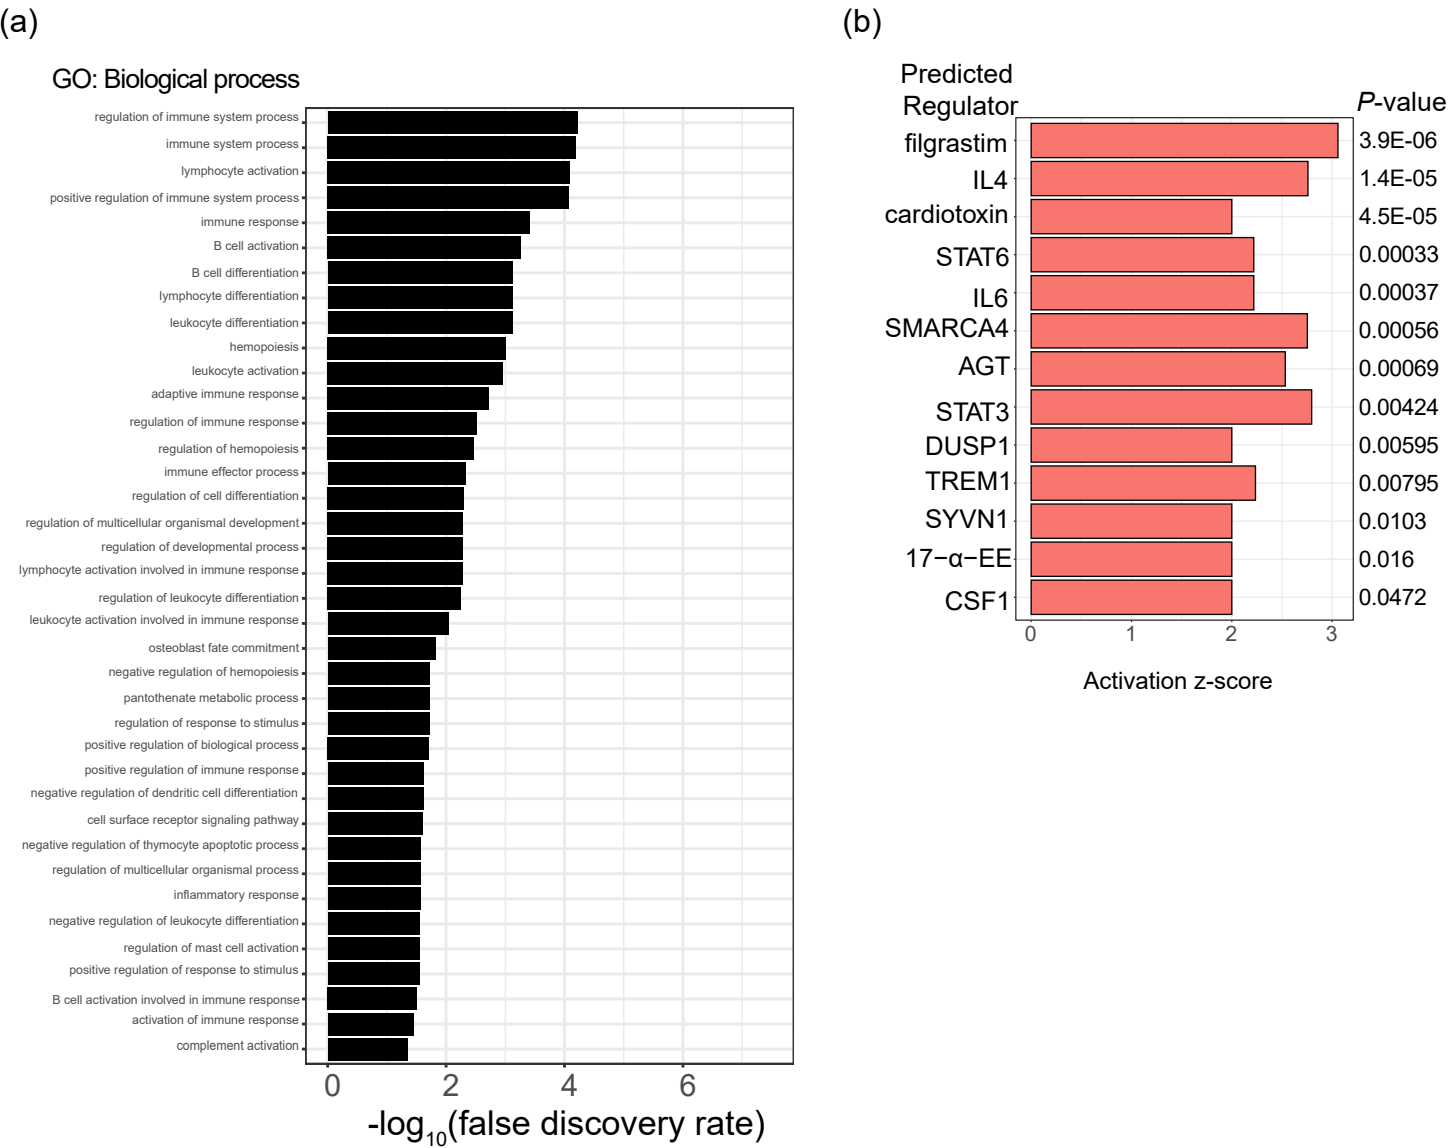 (a)
GO: Biological process
regulation of immune system process
immune system process
lymphocyte activation
positive regulation of immune system process
immune response
B cell activation
B cell differentiation
lymphocyte differentiation
leukocyte differentiation
hemopoiesis
leukocyte activation
adaptive immune response
regulation of immune response
regulation of hemopoiesis
immune effector process
regulation of cell differentiation
regulation of multicellular organismal development
regulation of developmental process
lymphocyte activation involved in immune response
regulation of leukocyte differentiation
leukocyte activation involved in immune response
osteoblast fate commitment
negative regulation of hemopoiesis
pantothenate metabolic process
regulation of response to stimulus
positive regulation of biological process
positive regulation of immune response
negative regulation of dendritic cell differentiation
cell surface receptor signaling pathway
negative regulation of thymocyte apoptotic process
regulation of multicellular organismal process
inflammatory response
negative regulation of leukocyte differentiation
regulation of mast cell activation
positive regulation of response to stimulus
B cell activation involved in immune response
activation of immune response
complement activation
0 2 4 6
-log10(false discovery rate)
(b)
Predicted
Regulator
P-value
filgrastim 3.9E-06
IL4 1.4E-05
cardiotoxin 4.5E-05
STAT6 0.00033
IL6 0.00037
SMARCA4 0.00056
AGT 0.00069
STAT3 0.00424
DUSP1 0.00595
TREM1 0.00795
SYVN1 0.0103
17−α−EE 0.016
CSF1 0.0472
0 1 2 3
Activation z-score